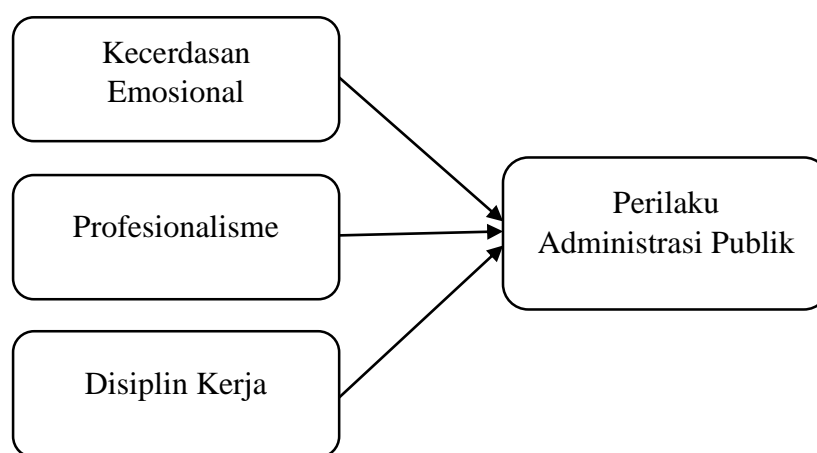 Kecerdasan
Emosional
Profesionalisme
Perilaku
Administrasi Publik
Disiplin Kerja